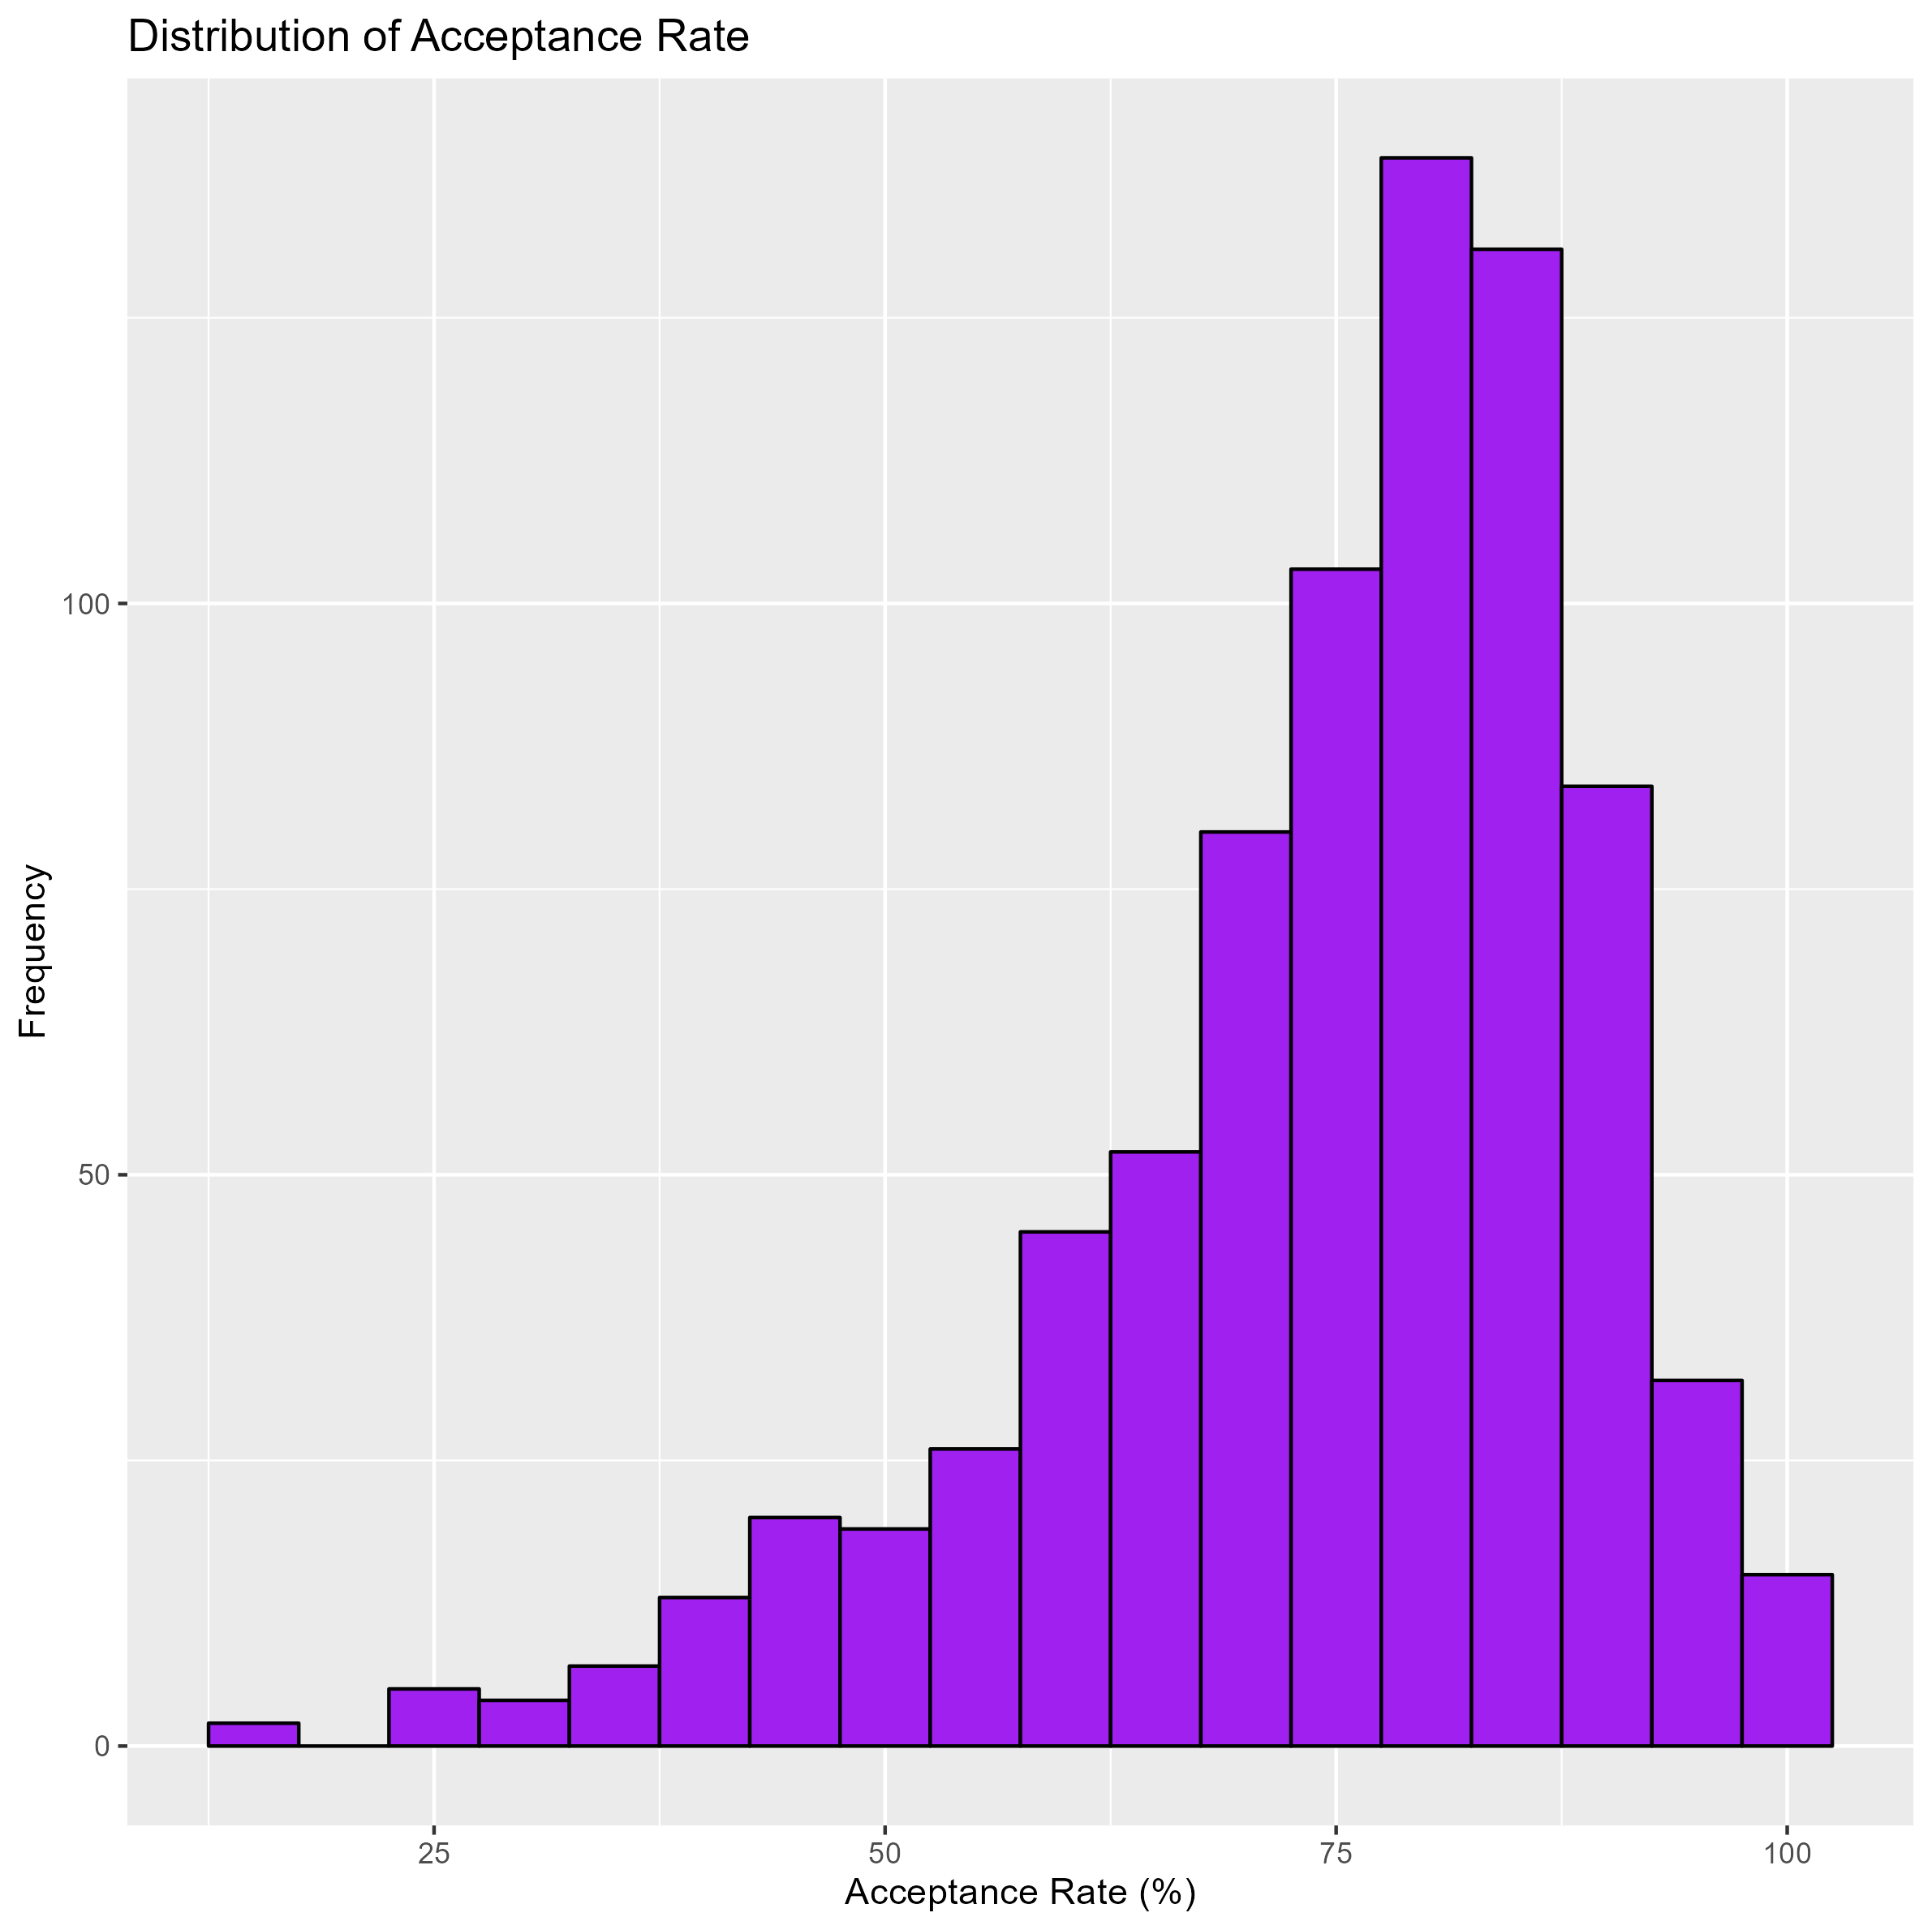 Distribution of Acceptance Rate
Frequency
100
50
0
25 50 75 100
Acceptance Rate (%)